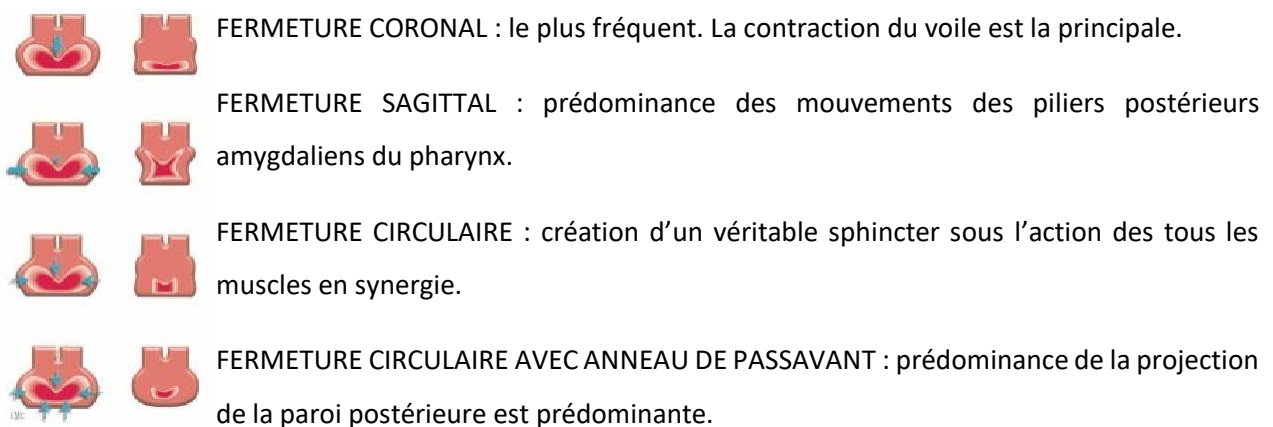 FERMETURE CORONAL : le plus fréquent. La contraction du voile est la principale.
FERMETURE SAGITTAL : prédominance des mouvements des piliers postérieurs
amygdaliens du pharynx.
FERMETURE CIRCULAIRE : création d’un véritable sphincter sous l’action des tous les
muscles en synergie.
FERMETURE CIRCULAIRE AVEC ANNEAU DE PASSAVANT : prédominance de la projection
de la paroi postérieure est prédominante.